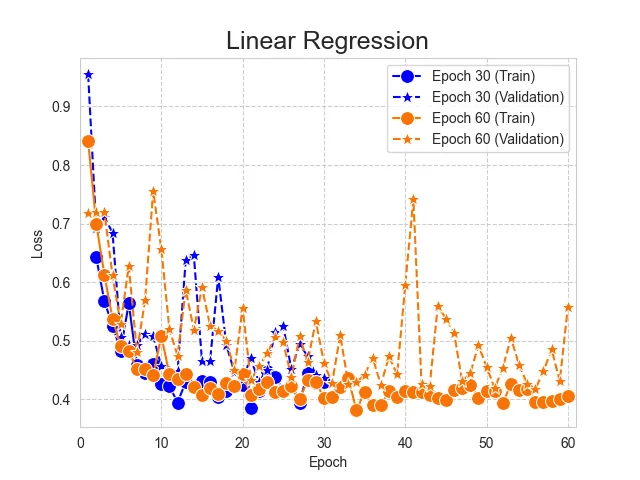 Linear Regression
Epoch 30 (Train)
Epoch 30 (Validation)
Epoch 60 (Train)
Epoch 60 (Validation)
Loss
0.9
0.8
0.7
0.6
0.5
0.4
0 10 20 30 40 50 60
Epoch